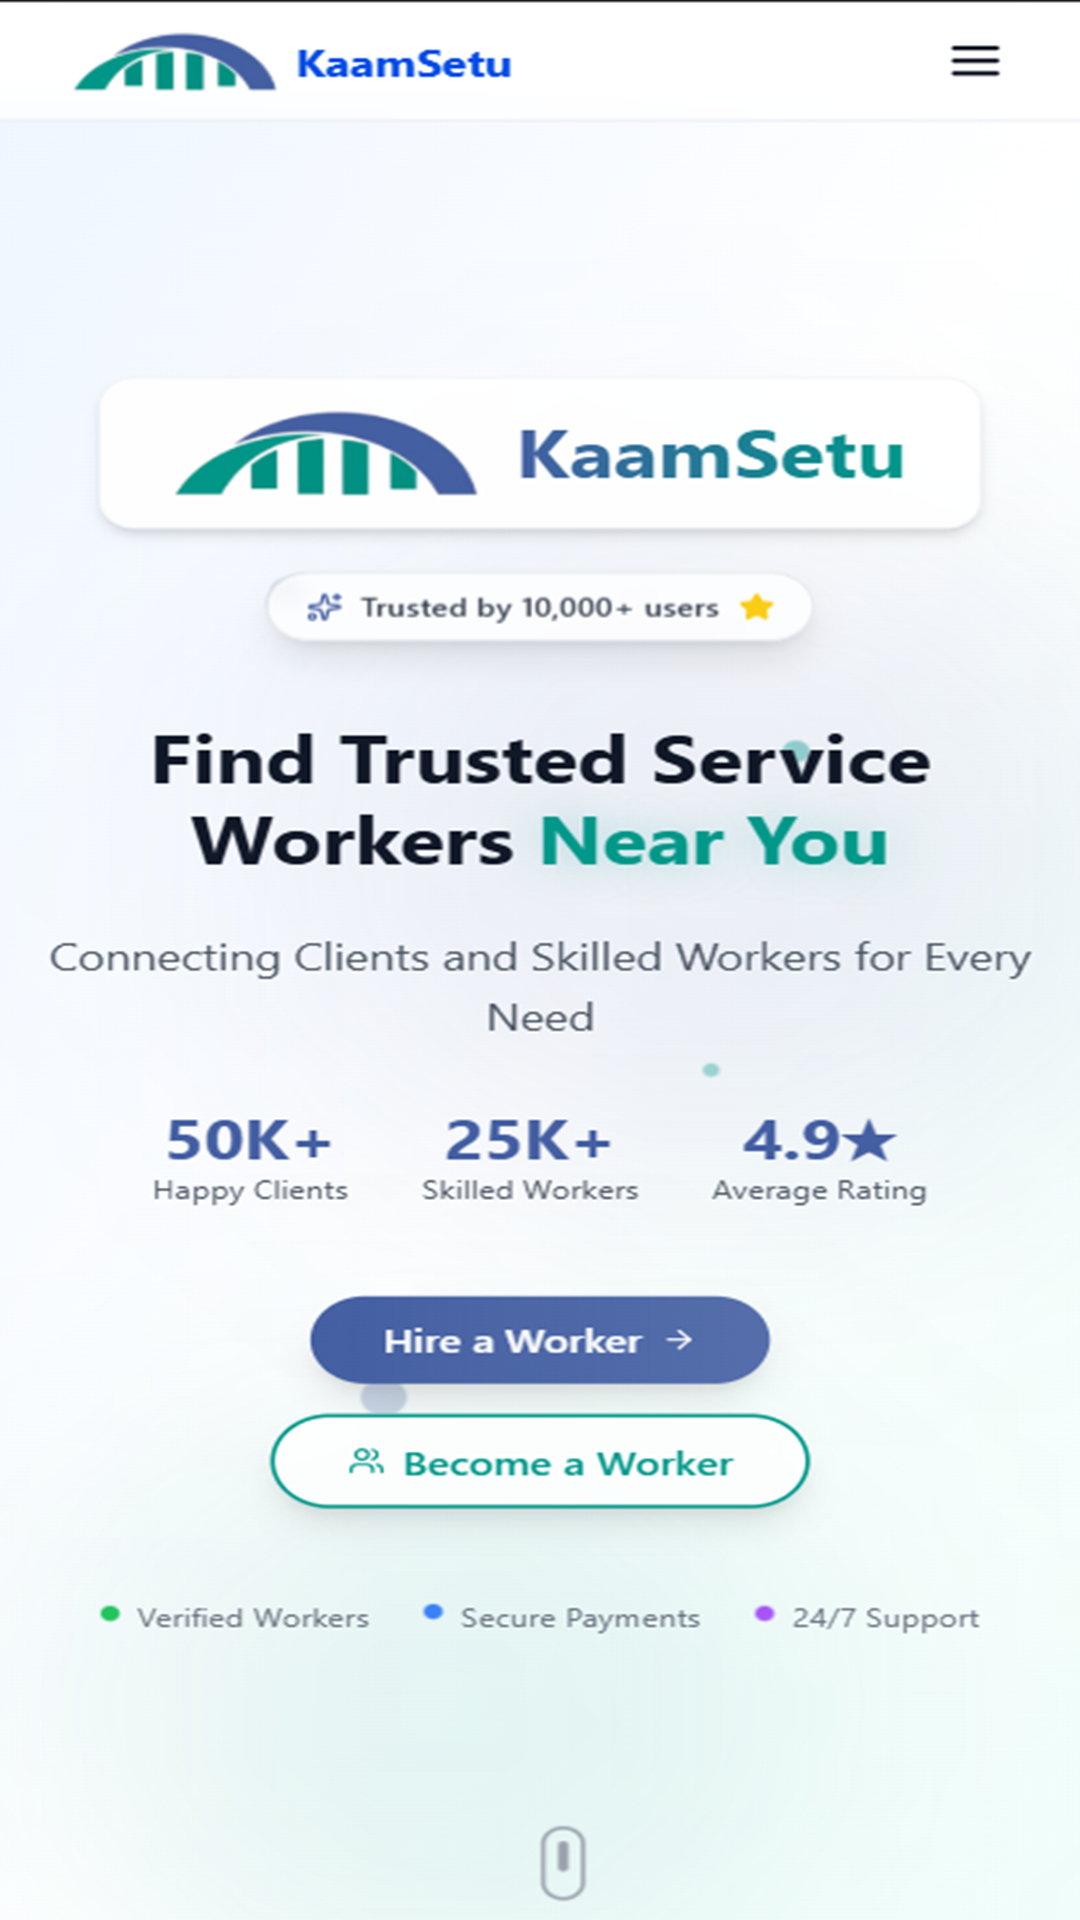 KaamSetu
KaamSetu
Trusted by 10,000+ users
Find Trusted Service
Workers Near You
Connecting Clients and Skilled Workers for Every
Need
50K+ 25K+ 4.9★
Happy Clients Skilled Workers Average Rating
Hire a Worker →
Become a Worker
Verified Workers Secure Payments 24/7 Support